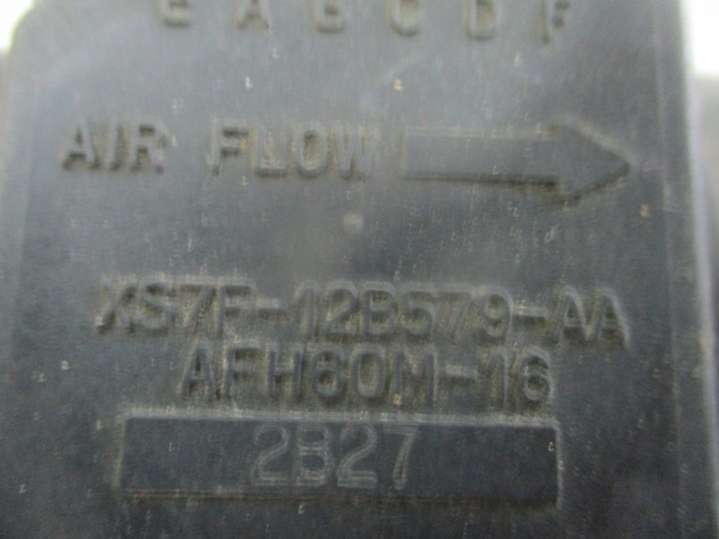 E A B C D F
AIR FLOW
XS7F-12B579-AA
AFH60M-16
2B27